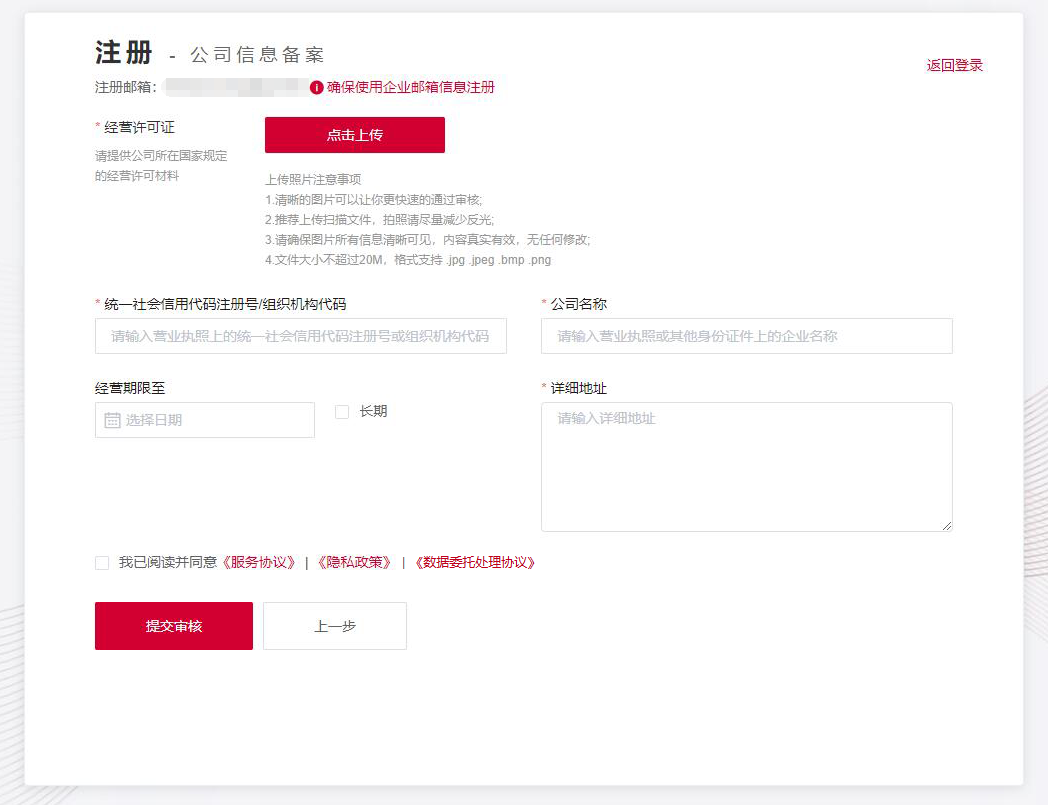 注册 - 公司信息备案
返回登录
注册邮箱: 确保使用企业邮箱信息注册
* 经营许可证
点击上传
请提供公司所在国家规定
的经营许可材料
上传照片注意事项
1.清晰的图片可以让你更快速的通过审核;
2.推荐上传扫描文件，拍照请尽量减少反光;
3.请确保图片所有信息清晰可见，内容真实有效，无任何修改;
4.文件大小不超过20M，格式支持 .jpg .jpeg .bmp .png
* 统一社会信用代码注册号/组织机构代码
* 公司名称
请输入营业执照上的统一社会信用代码注册号或组织机构代码
请输入营业执照或其他身份证件上的企业名称
经营期限至
* 详细地址
选择日期
长期
请输入详细地址
我已阅读并同意《服务协议》 | 《隐私政策》 | 《数据委托处理协议》
提交审核
上一步